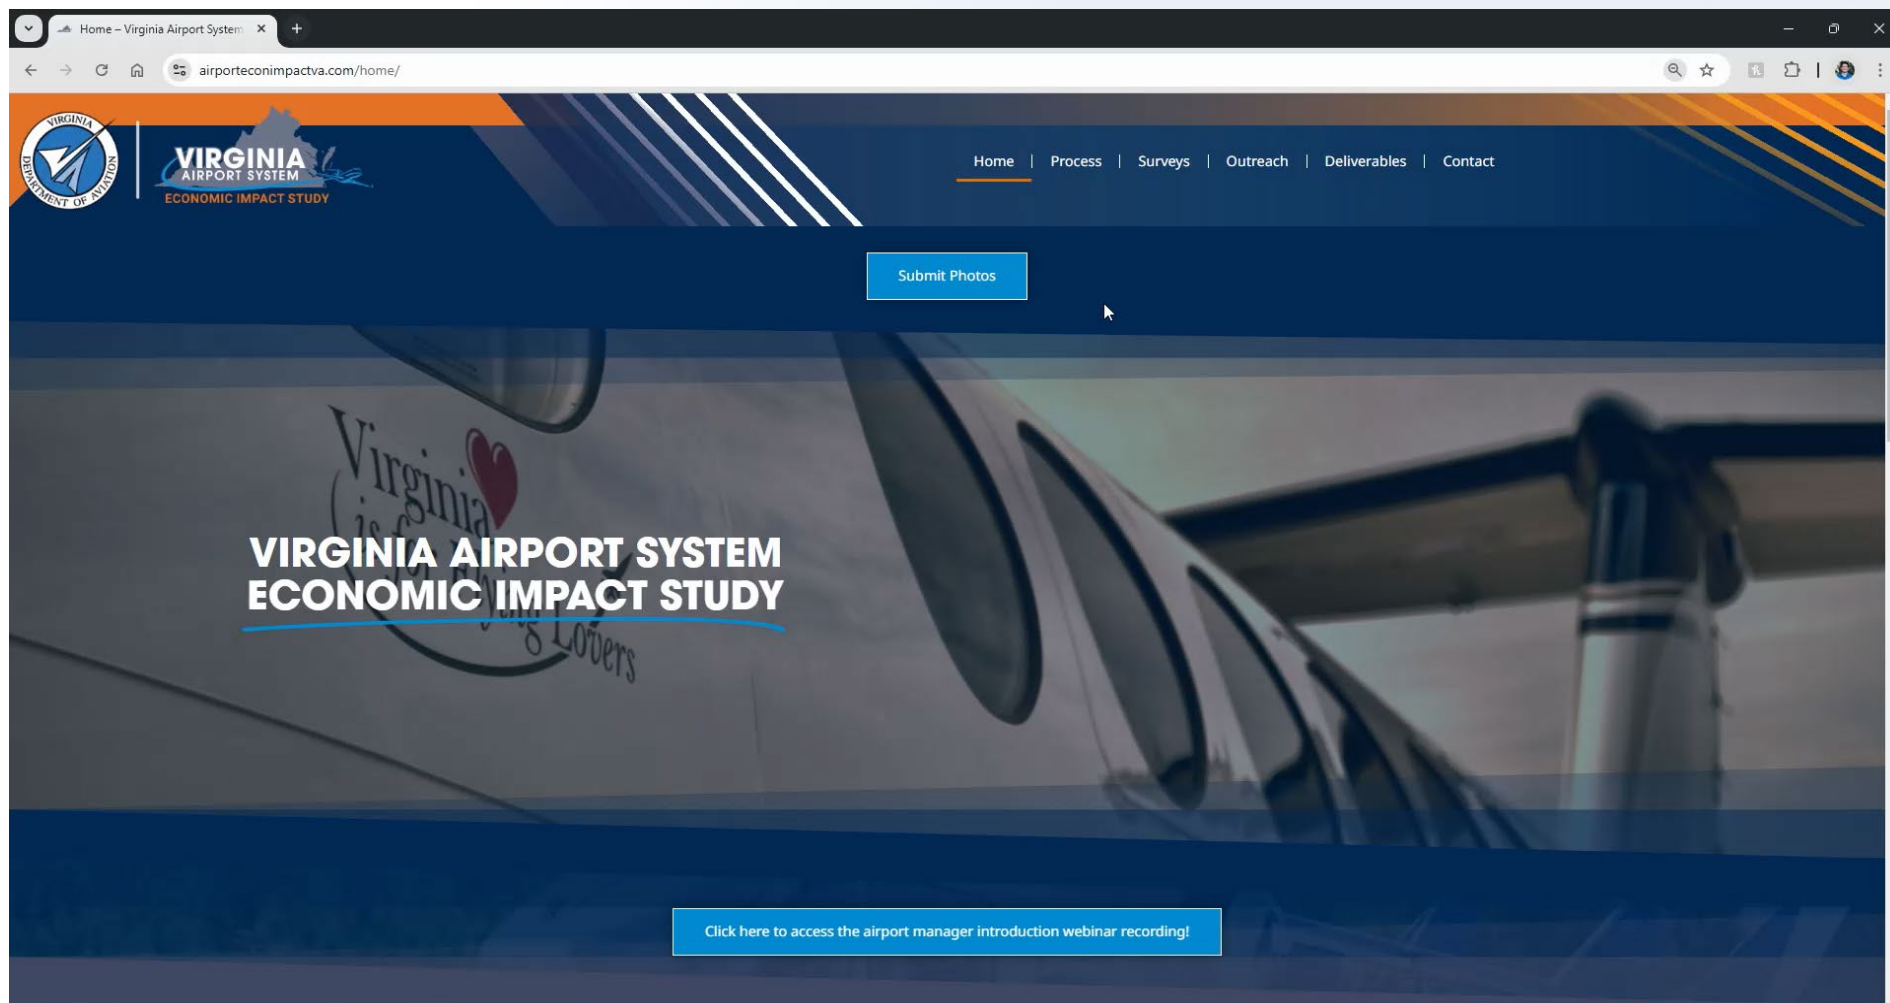 Home – Virginia Airport System
airporteconimpactva.com/home/
VIRGINIA
DEPARTMENT OF AVIATION
VIRGINIA
AIRPORT SYSTEM
ECONOMIC IMPACT STUDY
Home | Process | Surveys | Outreach | Deliverables | Contact
Submit Photos
Virginia
is for
Lovers
VIRGINIA AIRPORT SYSTEM
ECONOMIC IMPACT STUDY
Click here to access the airport manager introduction webinar recording!